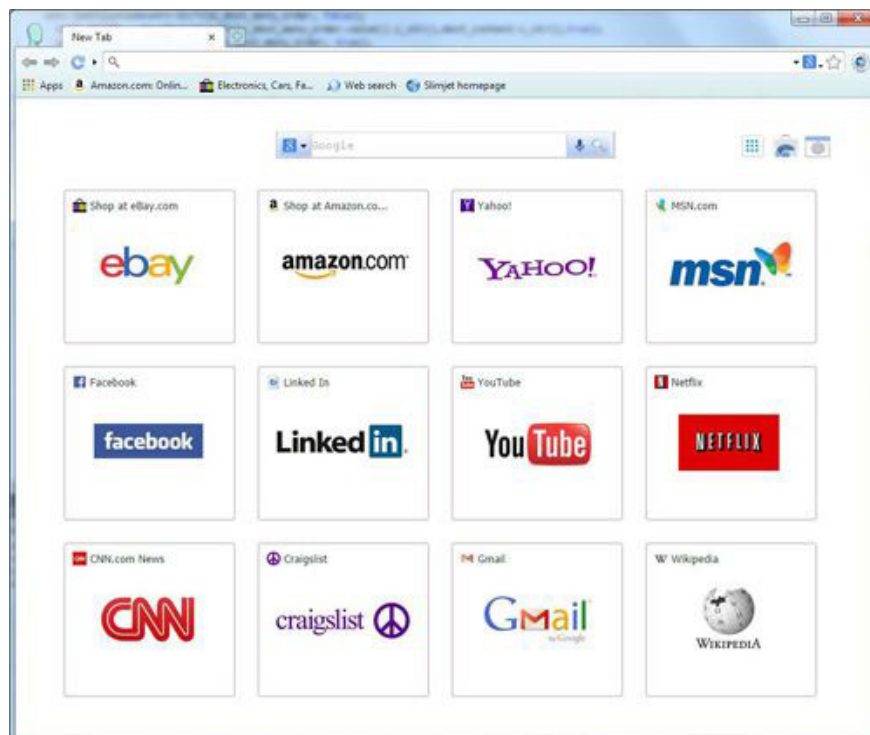 New Tab
Apps Amazon.com: Onlin... Electronics, Cars, Fa... Web search Slimjet homepage
Google
Shop at eBay.com Shop at Amazon.co... Yahoo! MSN.com
ebay amazon.com YAHOO! msn
Facebook Linked In YouTube Netflix
facebook Linked in YouTube NETFLIX
CNN.com News Craigslist Gmail Wikipedia
CNN craigslist Gmail WIKIPEDIA
by Google